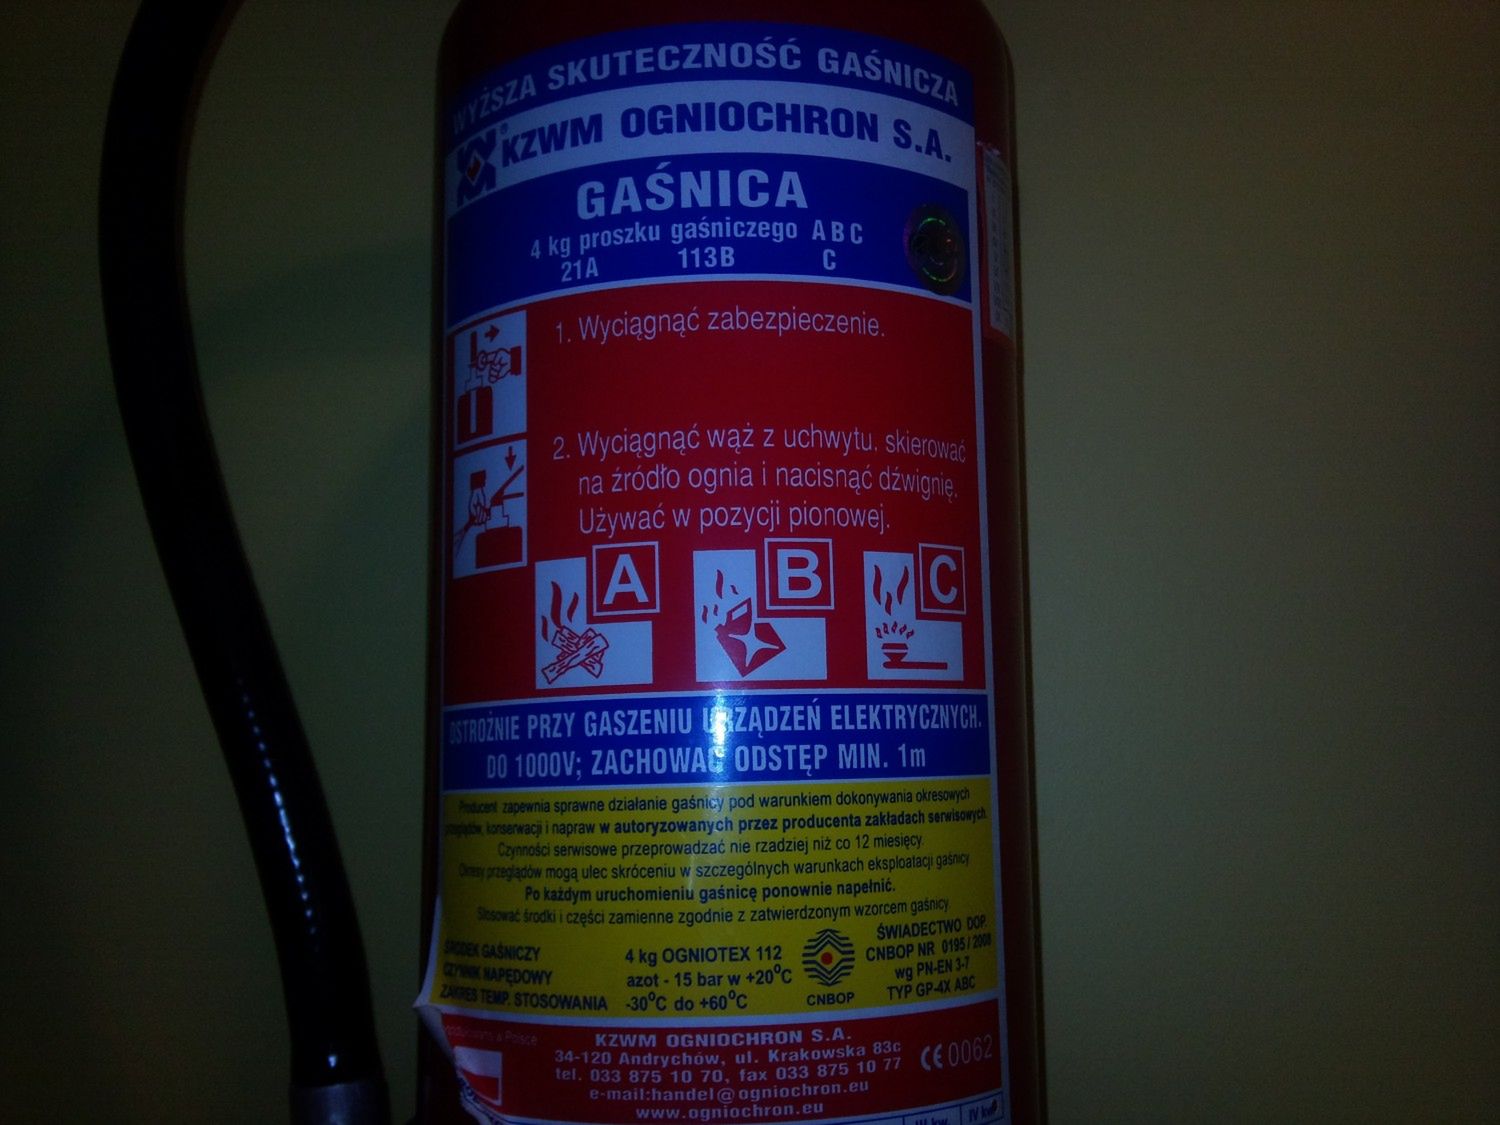 WYŻSZA SKUTECZNOŚĆ GAŚNICZA
® KZWM OGNIOCHRON S.A.
GAŚNICA
4 kg proszku gaśniczego ABC
21A 113B C
1. Wyciągnąć zabezpieczenie.
2. Wyciągnąć wąż z uchwytu. skierować
na źródło ognia i nacisnąć dźwignię.
Używać w pozycji pionowej.
A B C
OSTROŻNIE PRZY GASZENIU URZĄDZEŃ ELEKTRYCZNYCH.
DO 1000V; ZACHOWAĆ ODSTĘP MIN. 1m
Producent zapewnia sprawne działanie gaśnicy pod warunkiem dokonywania okresowych
przeglądów, konserwacji i napraw w autoryzowanych przez producenta zakładach serwisowych.
Czynności serwisowe przeprowadzać nie rzadziej niż co 12 miesięcy.
Okresy przeglądów mogą ulec skróceniu w szczególnych warunkach eksploatacji gaśnicy
Po każdym uruchomieniu gaśnicę ponownie napełnić.
Stosować środki i części zamienne zgodnie z zatwierdzonym wzorcem gaśnicy
ŚRODEK GAŚNICZY 4 kg OGNIOTEX 112
CZYNNIK NAPĘDOWY azot - 15 bar w +20°C
ZAKRES TEMP. STOSOWANIA -30°C do +60°C
CNBOP
ŚWIADECTWO DOP.
CNBOP NR 0195 / 2008
wg PN-EN 3-7
TYP GP-4X ABC
w Polsce
KZWM OGNIOCHRON S.A.
34-120 Andrychów, ul. Krakowska 83c
tel. 033 875 10 70, fax 033 875 10 77
e-mail:handel@ogniochron.eu
www.ogniochron.eu
CE 0062
III kw. IV kw